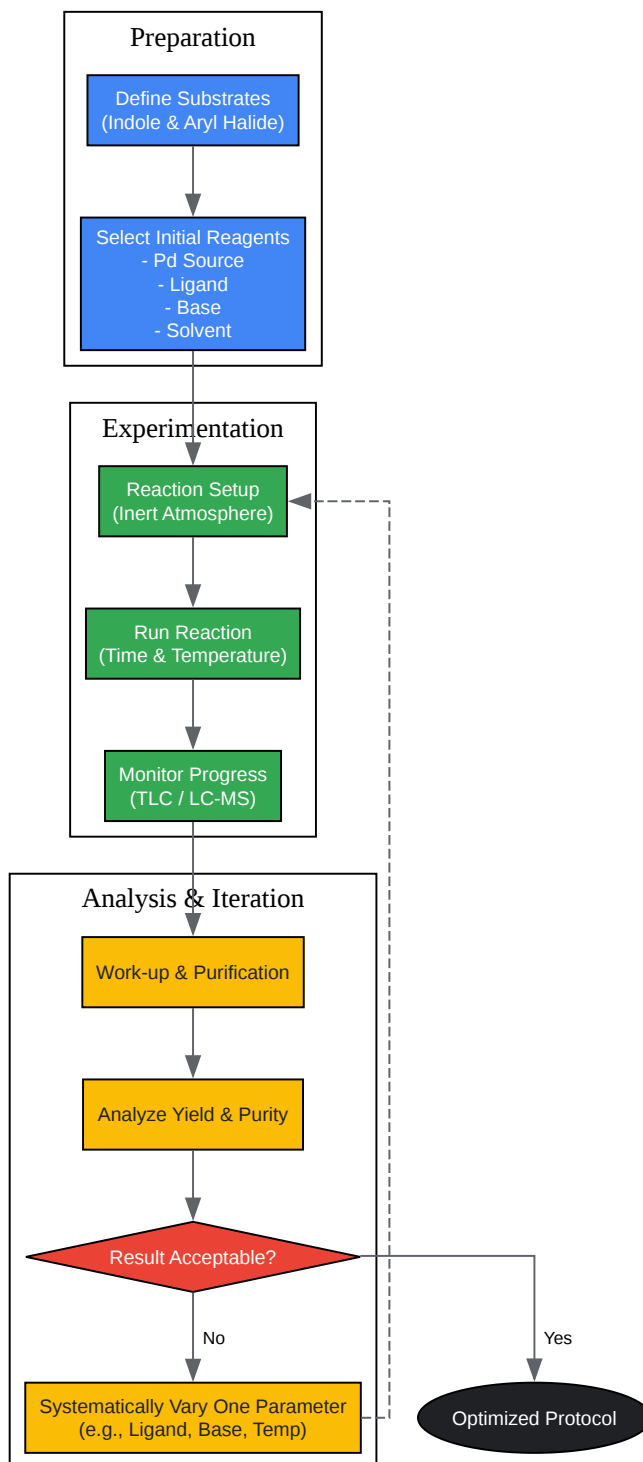 Preparation
Define Substrates
(Indole & Aryl Halide)
Select Initial Reagents
- Pd Source
- Ligand
- Base
- Solvent
Experimentation
Reaction Setup
(Inert Atmosphere)
Run Reaction
(Time & Temperature)
Monitor Progress
(TLC / LC-MS)
Analysis & Iteration
Work-up & Purification
Analyze Yield & Purity
Result Acceptable?
No
Yes
Systematically Vary One Parameter
(e.g., Ligand, Base, Temp)
Optimized Protocol